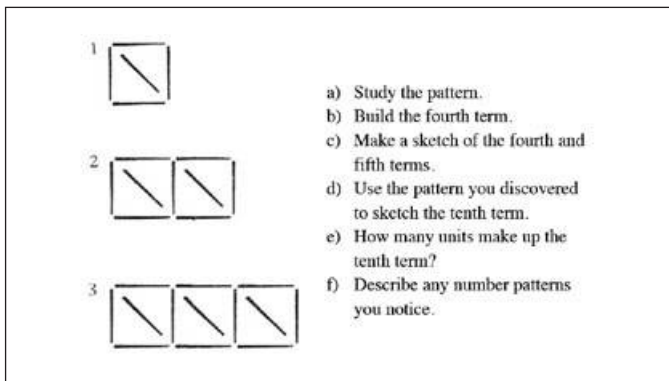 1
2
3
a) Study the pattern.
b) Build the fourth term.
c) Make a sketch of the fourth and
fifth terms.
d) Use the pattern you discovered
to sketch the tenth term.
e) How many units make up the
tenth term?
f) Describe any number patterns
you notice.